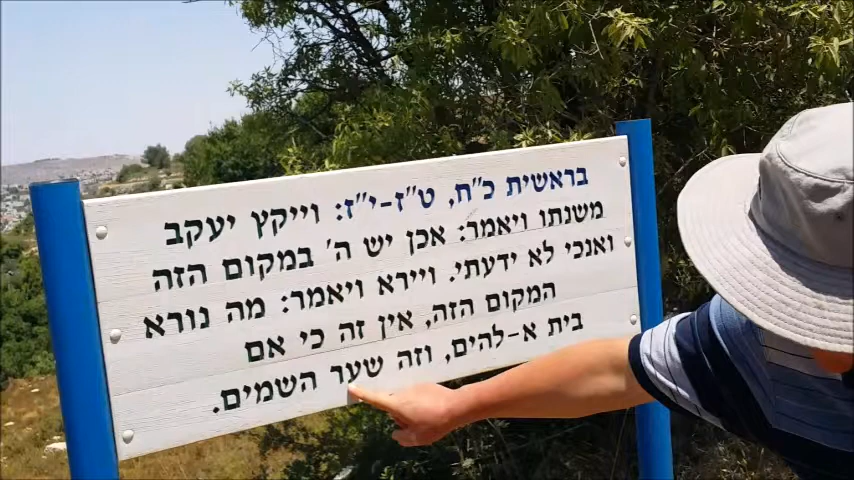 בראשית, כ"ח, ט"ז-י"ז: וייקץ יעקב
משנתו ויאמר: אכן יש ה' במקום הזה
ואנכי לא ידעתי, ויירא ויאמר: מה נורא
המקום הזה, אין זה כי אם
בית א-להים, וזה שער השמים.